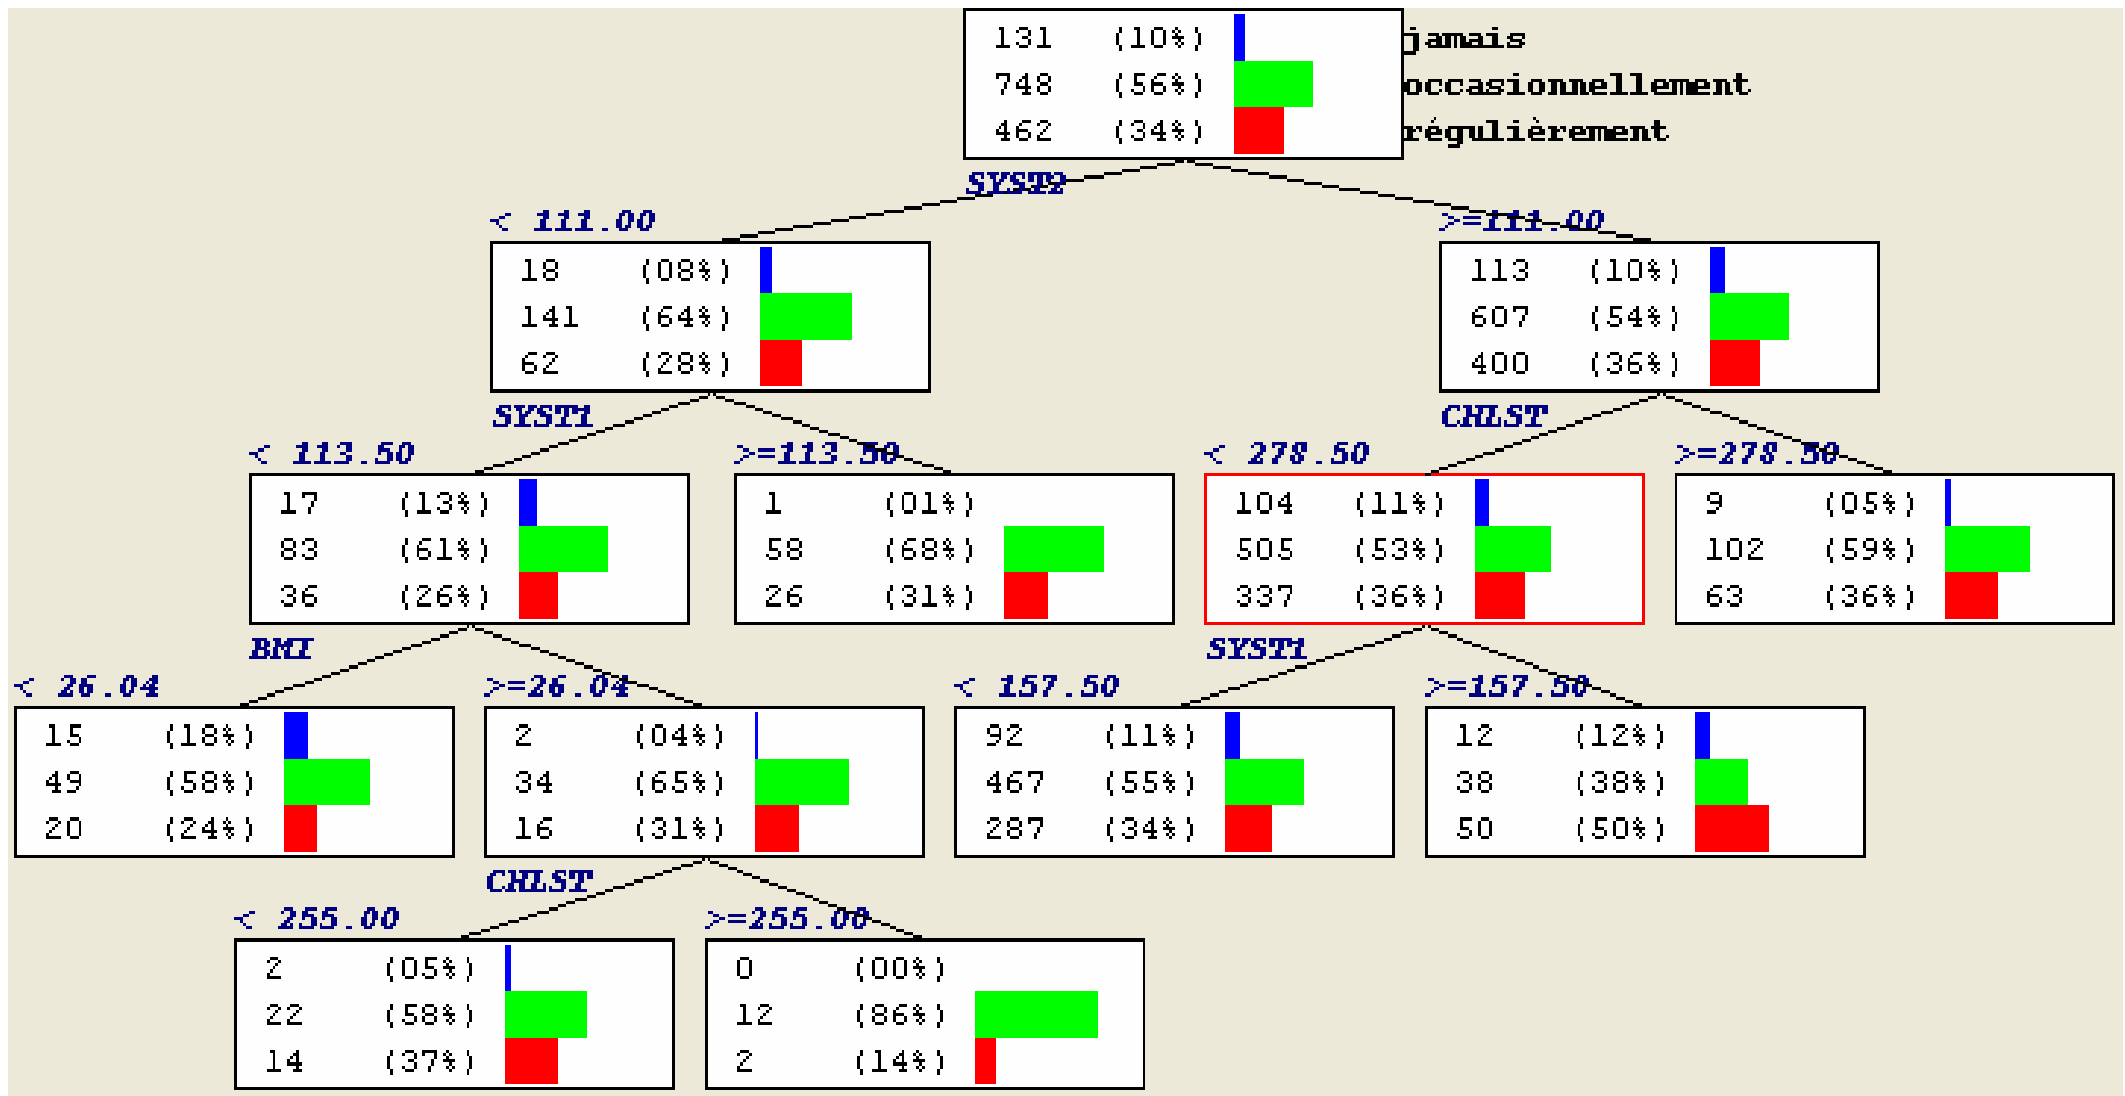 131 (10%) jamais
748 (56%) occasionnellement
462 (34%) régulièrement
SYST2
< 111.00 >=111.00
18 (08%) 113 (10%)
141 (64%) 607 (54%)
62 (28%) 400 (36%)
SYST1 CHLST
< 113.50 >=113.50 < 278.50 >=278.50
17 (13%) 1 (01%) 104 (11%) 9 (05%)
83 (61%) 58 (68%) 505 (53%) 102 (59%)
36 (26%) 26 (31%) 337 (36%) 63 (36%)
BMI SYST1
< 26.04 >=26.04 < 157.50 >=157.50
15 (18%) 2 (04%) 92 (11%) 12 (12%)
49 (58%) 34 (65%) 467 (55%) 38 (38%)
20 (24%) 16 (31%) 287 (34%) 50 (50%)
CHLST
< 255.00 >=255.00
2 (05%) 0 (00%)
22 (58%) 12 (86%)
14 (37%) 2 (14%)